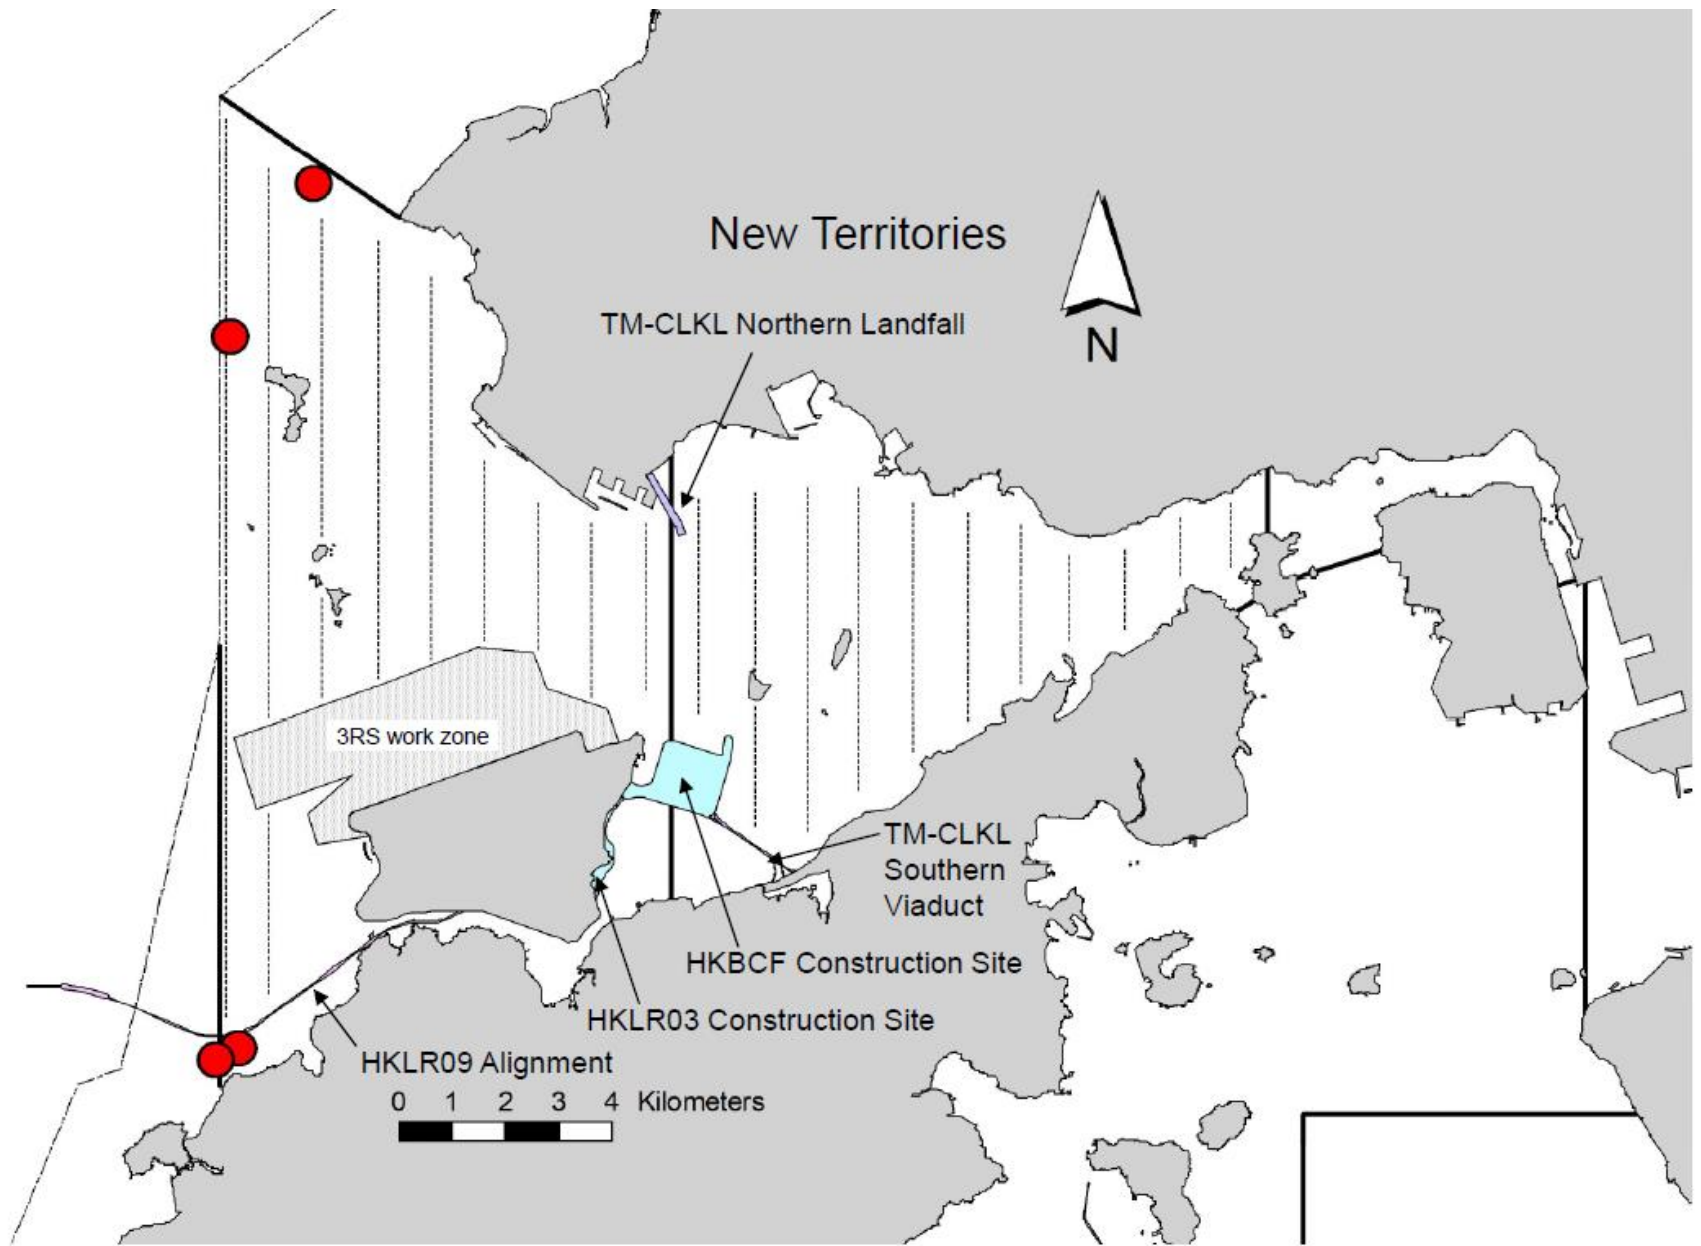 New Territories
TM-CLKL Northern Landfall
N
3RS work zone
TM-CLKL
Southern
Viaduct
HKBCF Construction Site
HKLR03 Construction Site
HKLR09 Alignment
0 1 2 3 4 Kilometers